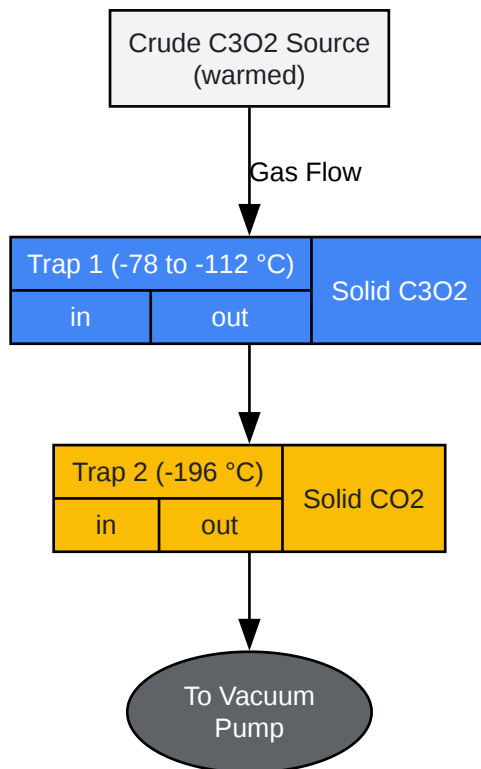 Crude C3O2 Source
(warmed)
Gas Flow
Trap 1 (-78 to -112 °C)
Solid C3O2
in
out
Trap 2 (-196 °C)
Solid CO2
in
out
To Vacuum
Pump